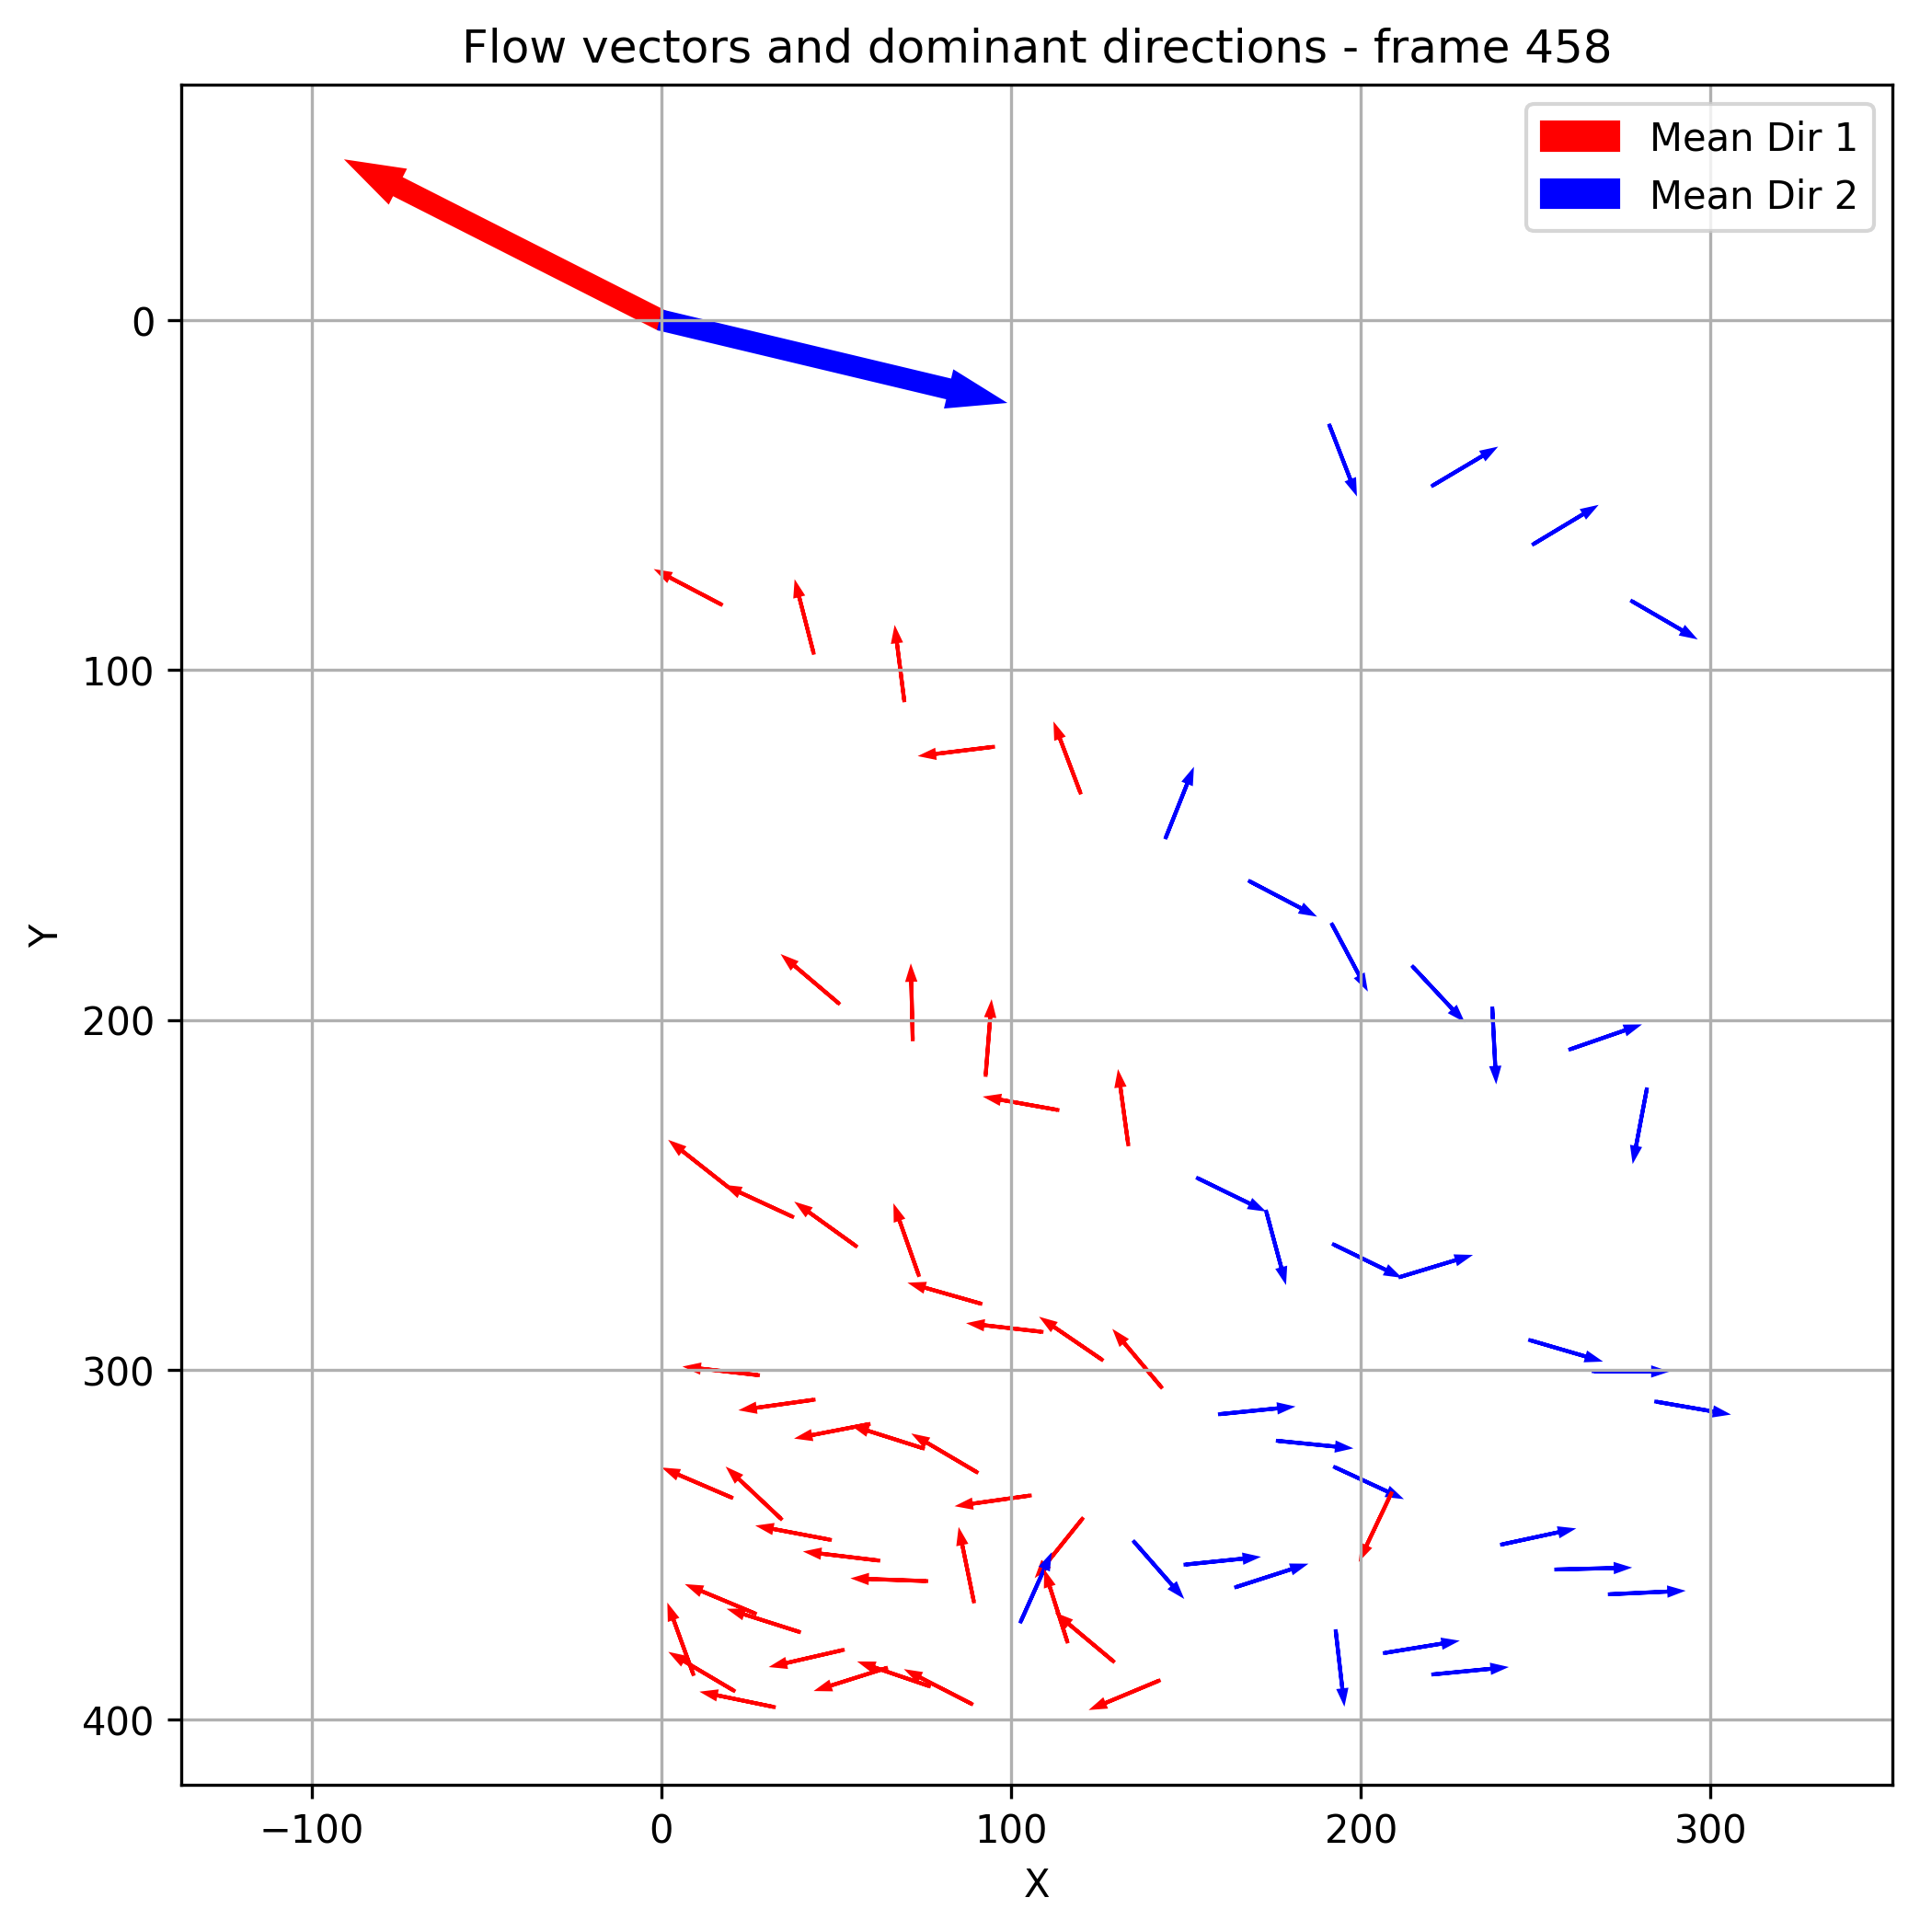 Flow vectors and dominant directions - frame 458
Mean Dir 1
Mean Dir 2
0
100
200
300
400
Y
−100
0
100
200
300
X